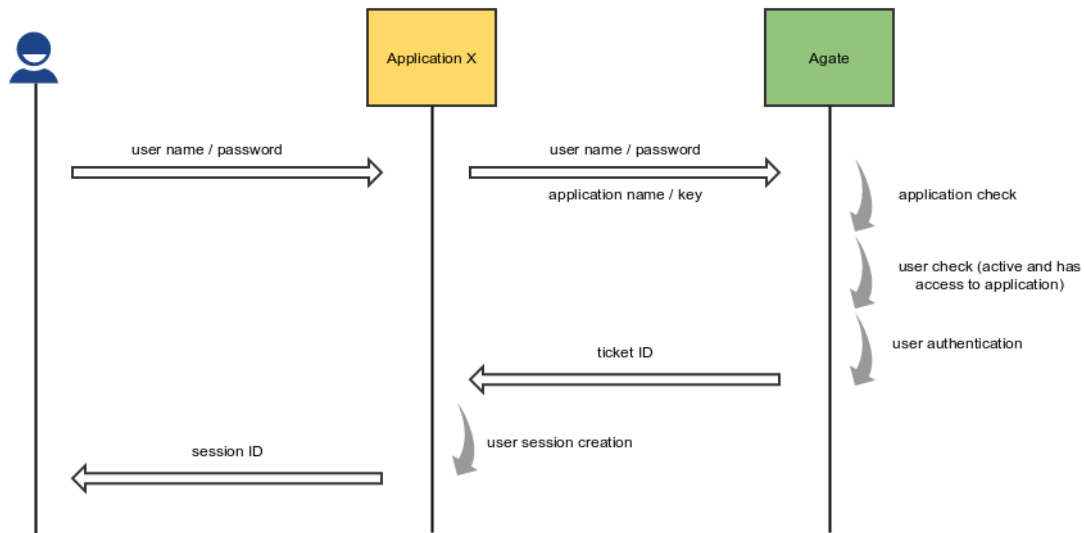 Application X
Agate
user name / password
user name / password
application name / key
application check
user check (active and has
access to application)
user authentication
ticket ID
user session creation
session ID